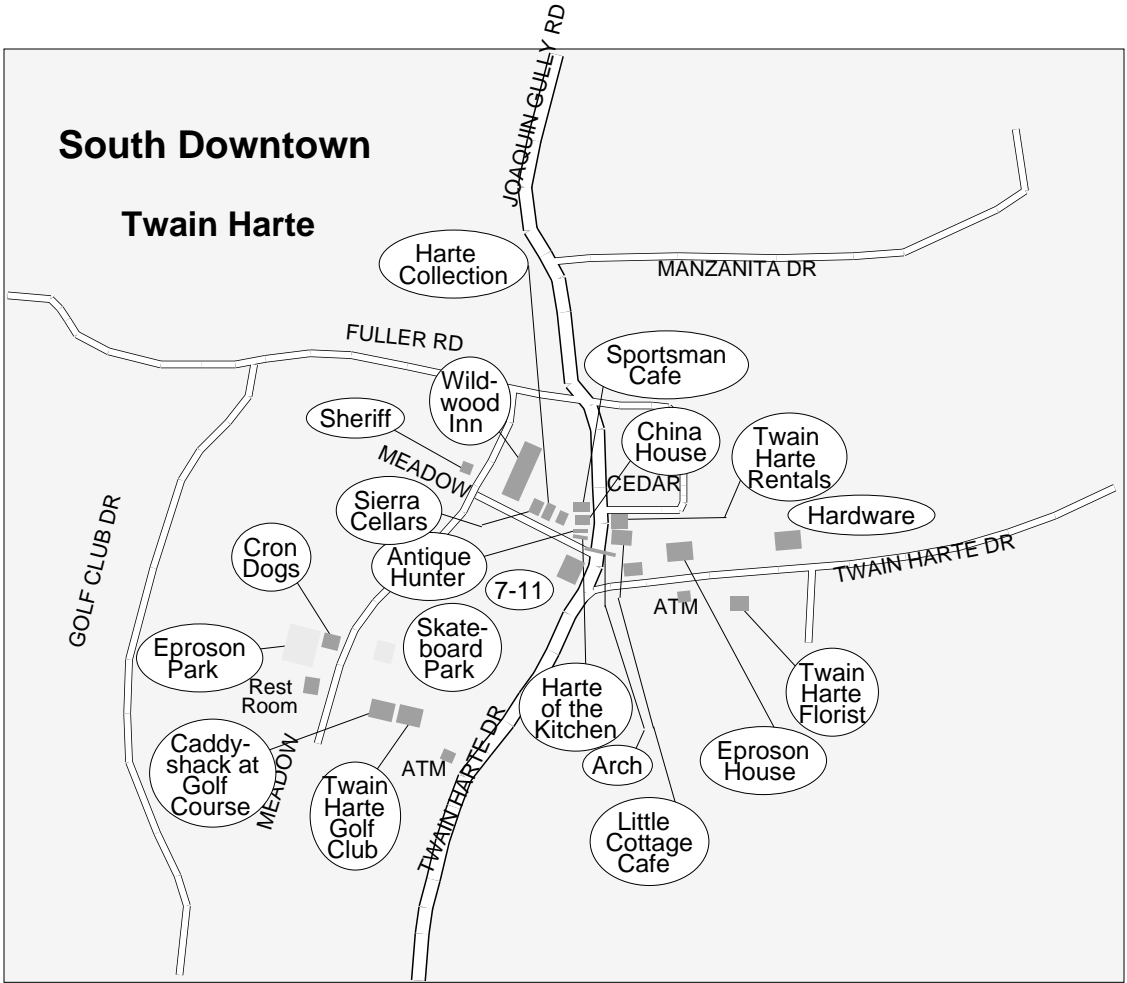 JOAQUIN GULLY RD
South Downtown
Twain Harte
Harte
Collection
MANZANITA DR
FULLER RD
Sportsman
Cafe
Wild-
wood
Inn
Sheriff
China
House
Twain
Harte
Rentals
MEADOW
CEDAR
Sierra
Cellars
Hardware
GOLF CLUB DR
Cron
Dogs
Antique
Hunter
7-11
TWAIN HARTE DR
ATM
Eproson
Park
Skate-
board
Park
Rest
Room
Harte
of the
Kitchen
Twain
Harte
Florist
Caddy-
shack at
Golf
Course
MEADOW
Twain
Harte
Golf
Club
ATM
TWAIN HARTE DR
Arch
Eproson
House
Little
Cottage
Cafe